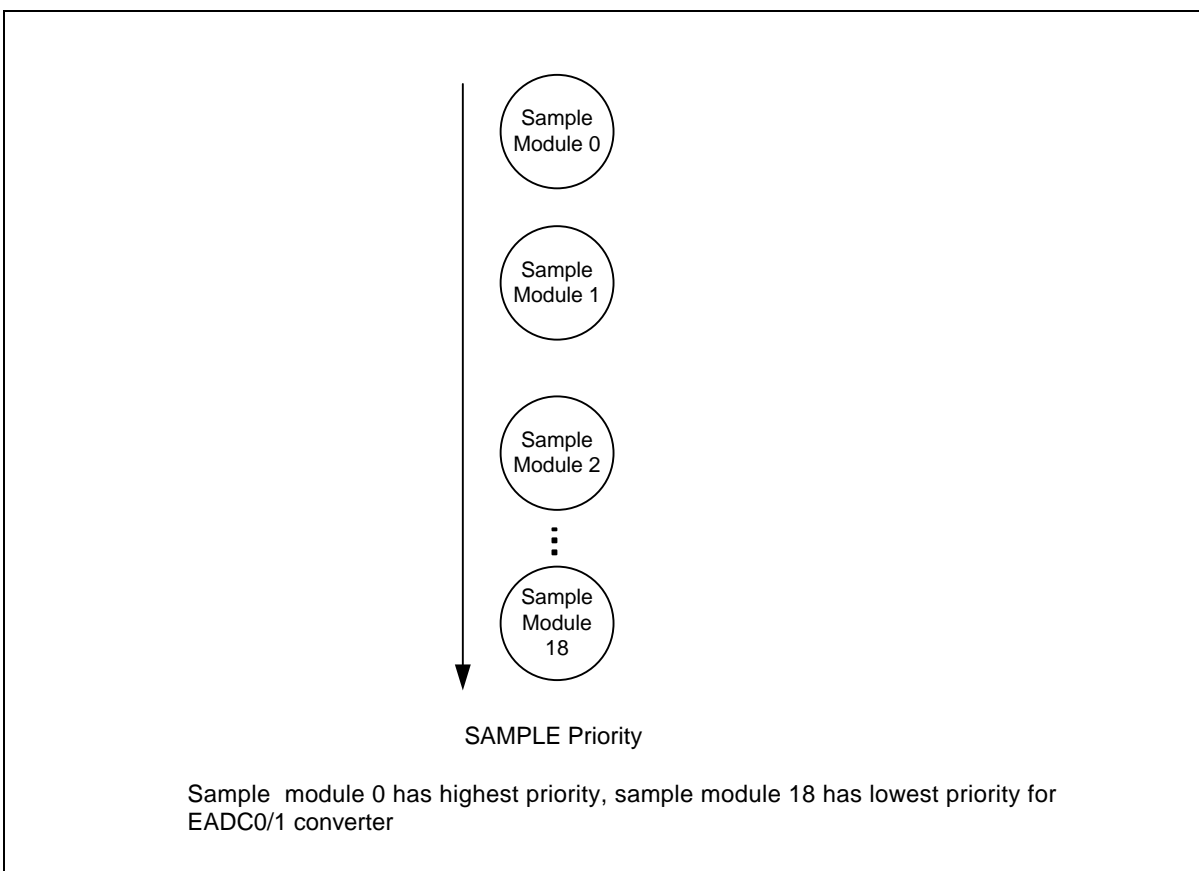 Sample
Module 0
Sample
Module 1
Sample
Module 2
Sample
Module
18
SAMPLE Priority
Sample module 0 has highest priority, sample module 18 has lowest priority for
EADC0/1 converter